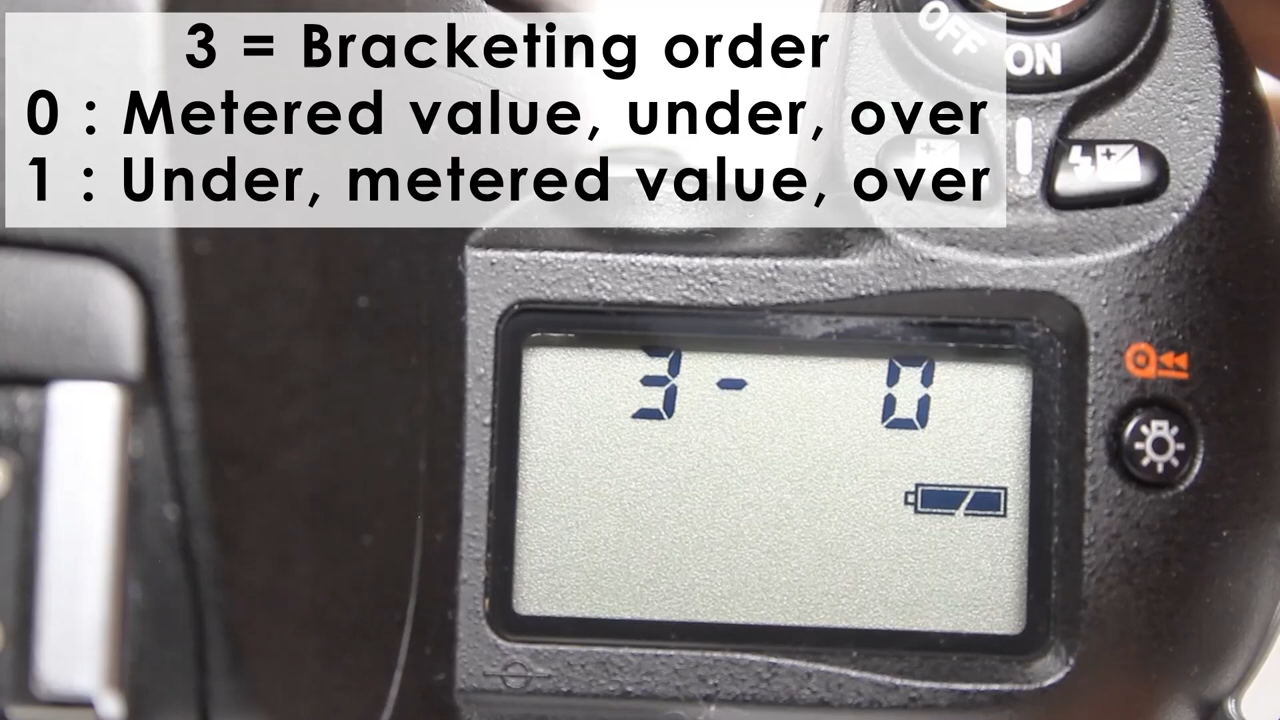 3 = Bracketing order
0 : Metered value, under, over
1 : Under, metered value, over
OFF
ON
3- 0